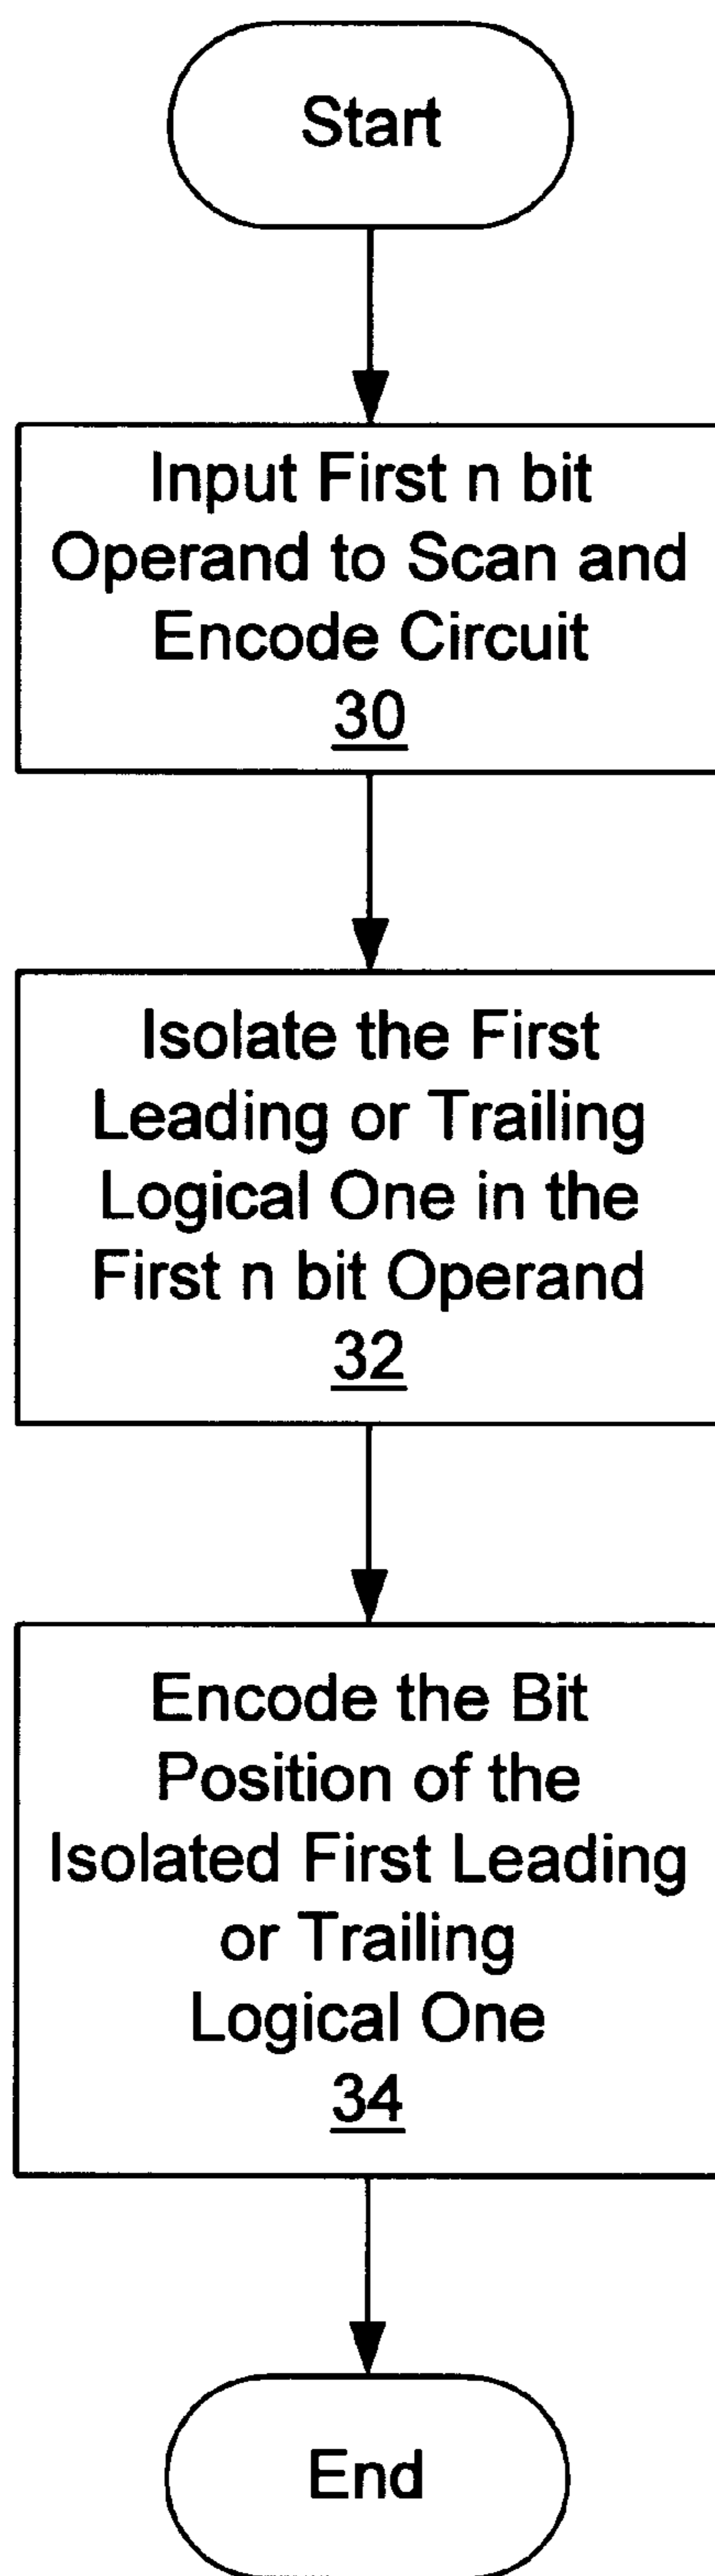 Start
Input First n bit
Operand to Scan and
Encode Circuit
30
Isolate the First
Leading or Trailing
Logical One in the
First n bit Operand
32
Encode the Bit
Position of the
Isolated First Leading
or Trailing
Logical One
34
End